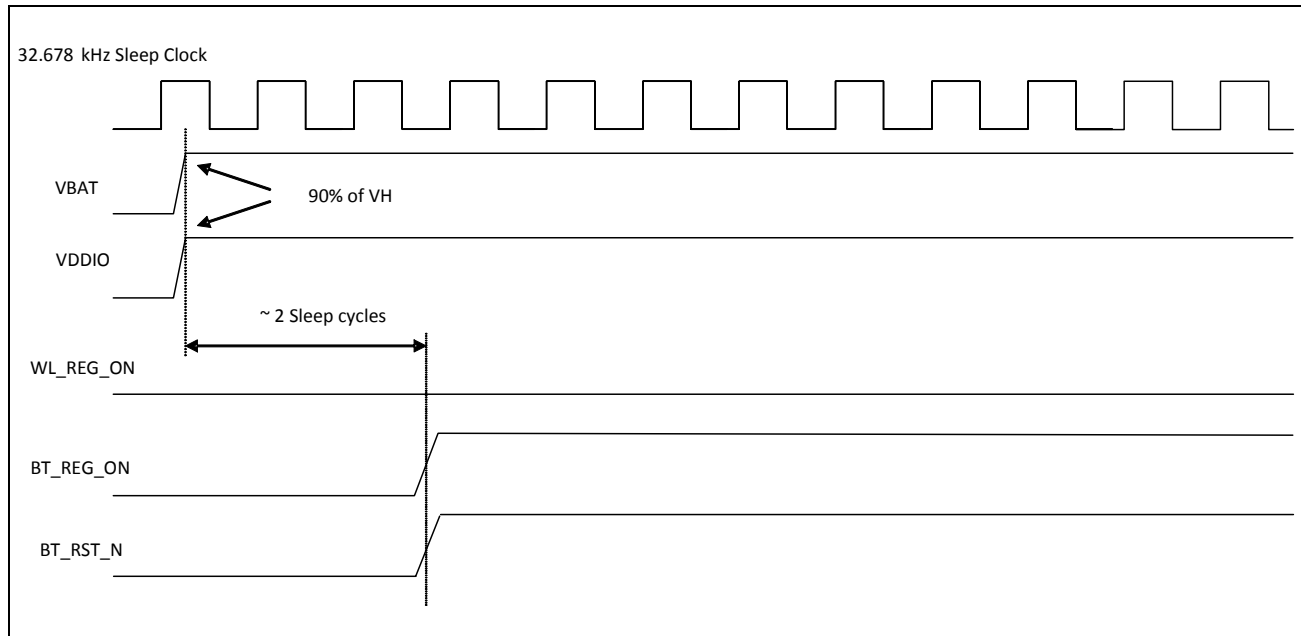 32.678 kHz Sleep Clock
VBAT
90% of VH
VDDIO
~ 2 Sleep cycles
WL_REG_ON
BT_REG_ON
BT_RST_N